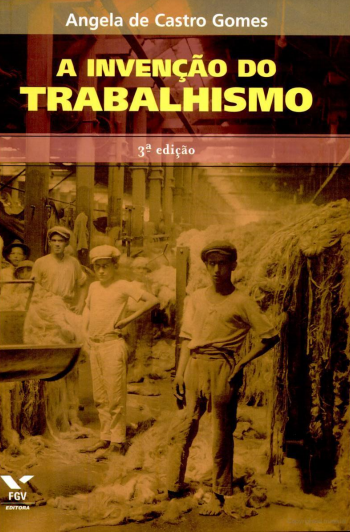 Angela de Castro Gomes
A INVENÇÃO DO
TRABALHISMO
3ª edição
FGV
EDITORA